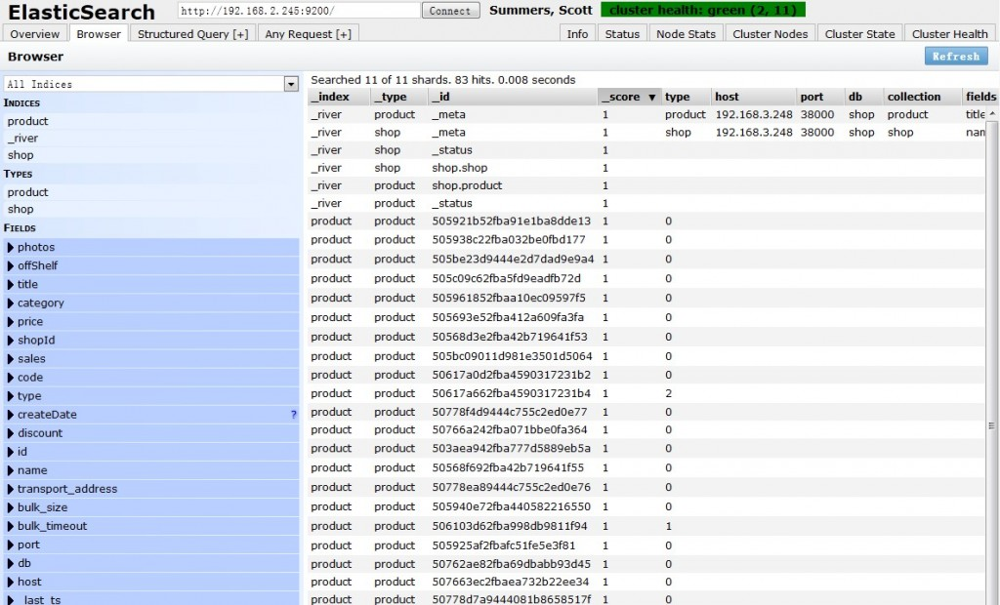 ElasticSearch http://192.168.2.245:9200/ Connect Summers, Scott cluster health: green (2, 11)
Overview Browser Structured Query [+] Any Request [+] Info Status Node Stats Cluster Nodes Cluster State Cluster Health
Browser Refresh
All Indices
INDICES
product
_river
shop
TYPES
product
shop
FIELDS
photos
offShelf
title
category
price
shopId
sales
code
type
createDate ?
discount
id
name
transport_address
bulk_size
bulk_timeout
port
db
host
_last_ts
Searched 11 of 11 shards. 83 hits. 0.008 seconds
_index _type _id _score ▼ type host port db collection fields
_river product _meta 1 product 192.168.3.248 38000 shop product title
_river shop _meta 1 shop 192.168.3.248 38000 shop shop nam
_river shop _status 1
_river shop shop.shop 1
_river product shop.product 1
_river product _status 1
product product 505921b52fba91e1ba8dde13 1 0
product product 505938c22fba032be0fbd177 1 0
product product 505be23d9444e2d7dad9e9a4 1 0
product product 505c09c62fba5fd9eadfb72d 1 0
product product 505961852fbaa10ec09597f5 1 0
product product 505693e52fba412a609fa3fa 1 0
product product 50568d3e2fba42b719641f53 1 0
product product 505bc09011d981e3501d5064 1 0
product product 50617a0d2fba4590317231b2 1 0
product product 50617a662fba4590317231b4 1 2
product product 50778f4d9444c755c2ed0e77 1 0
product product 50766a242fba071bbe0fa364 1 0
product product 503aea942fba777d5889eb5a 1 0
product product 50568f692fba42b719641f55 1 0
product product 50778ea89444c755c2ed0e76 1 0
product product 505940e72fba440582216550 1 0
product product 506103d62fba998db9811f94 1 1
product product 505925af2fbafc51fe5e3f81 1 0
product product 50762ae82fba69dbabb93d45 1 0
product product 507663ec2fbaea732b22ee34 1 0
product product 50778d7a9444081b8658517f 1 0